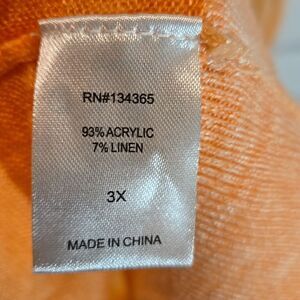 RN#134365
93% ACRYLIC
7% LINEN
3X
MADE IN CHINA